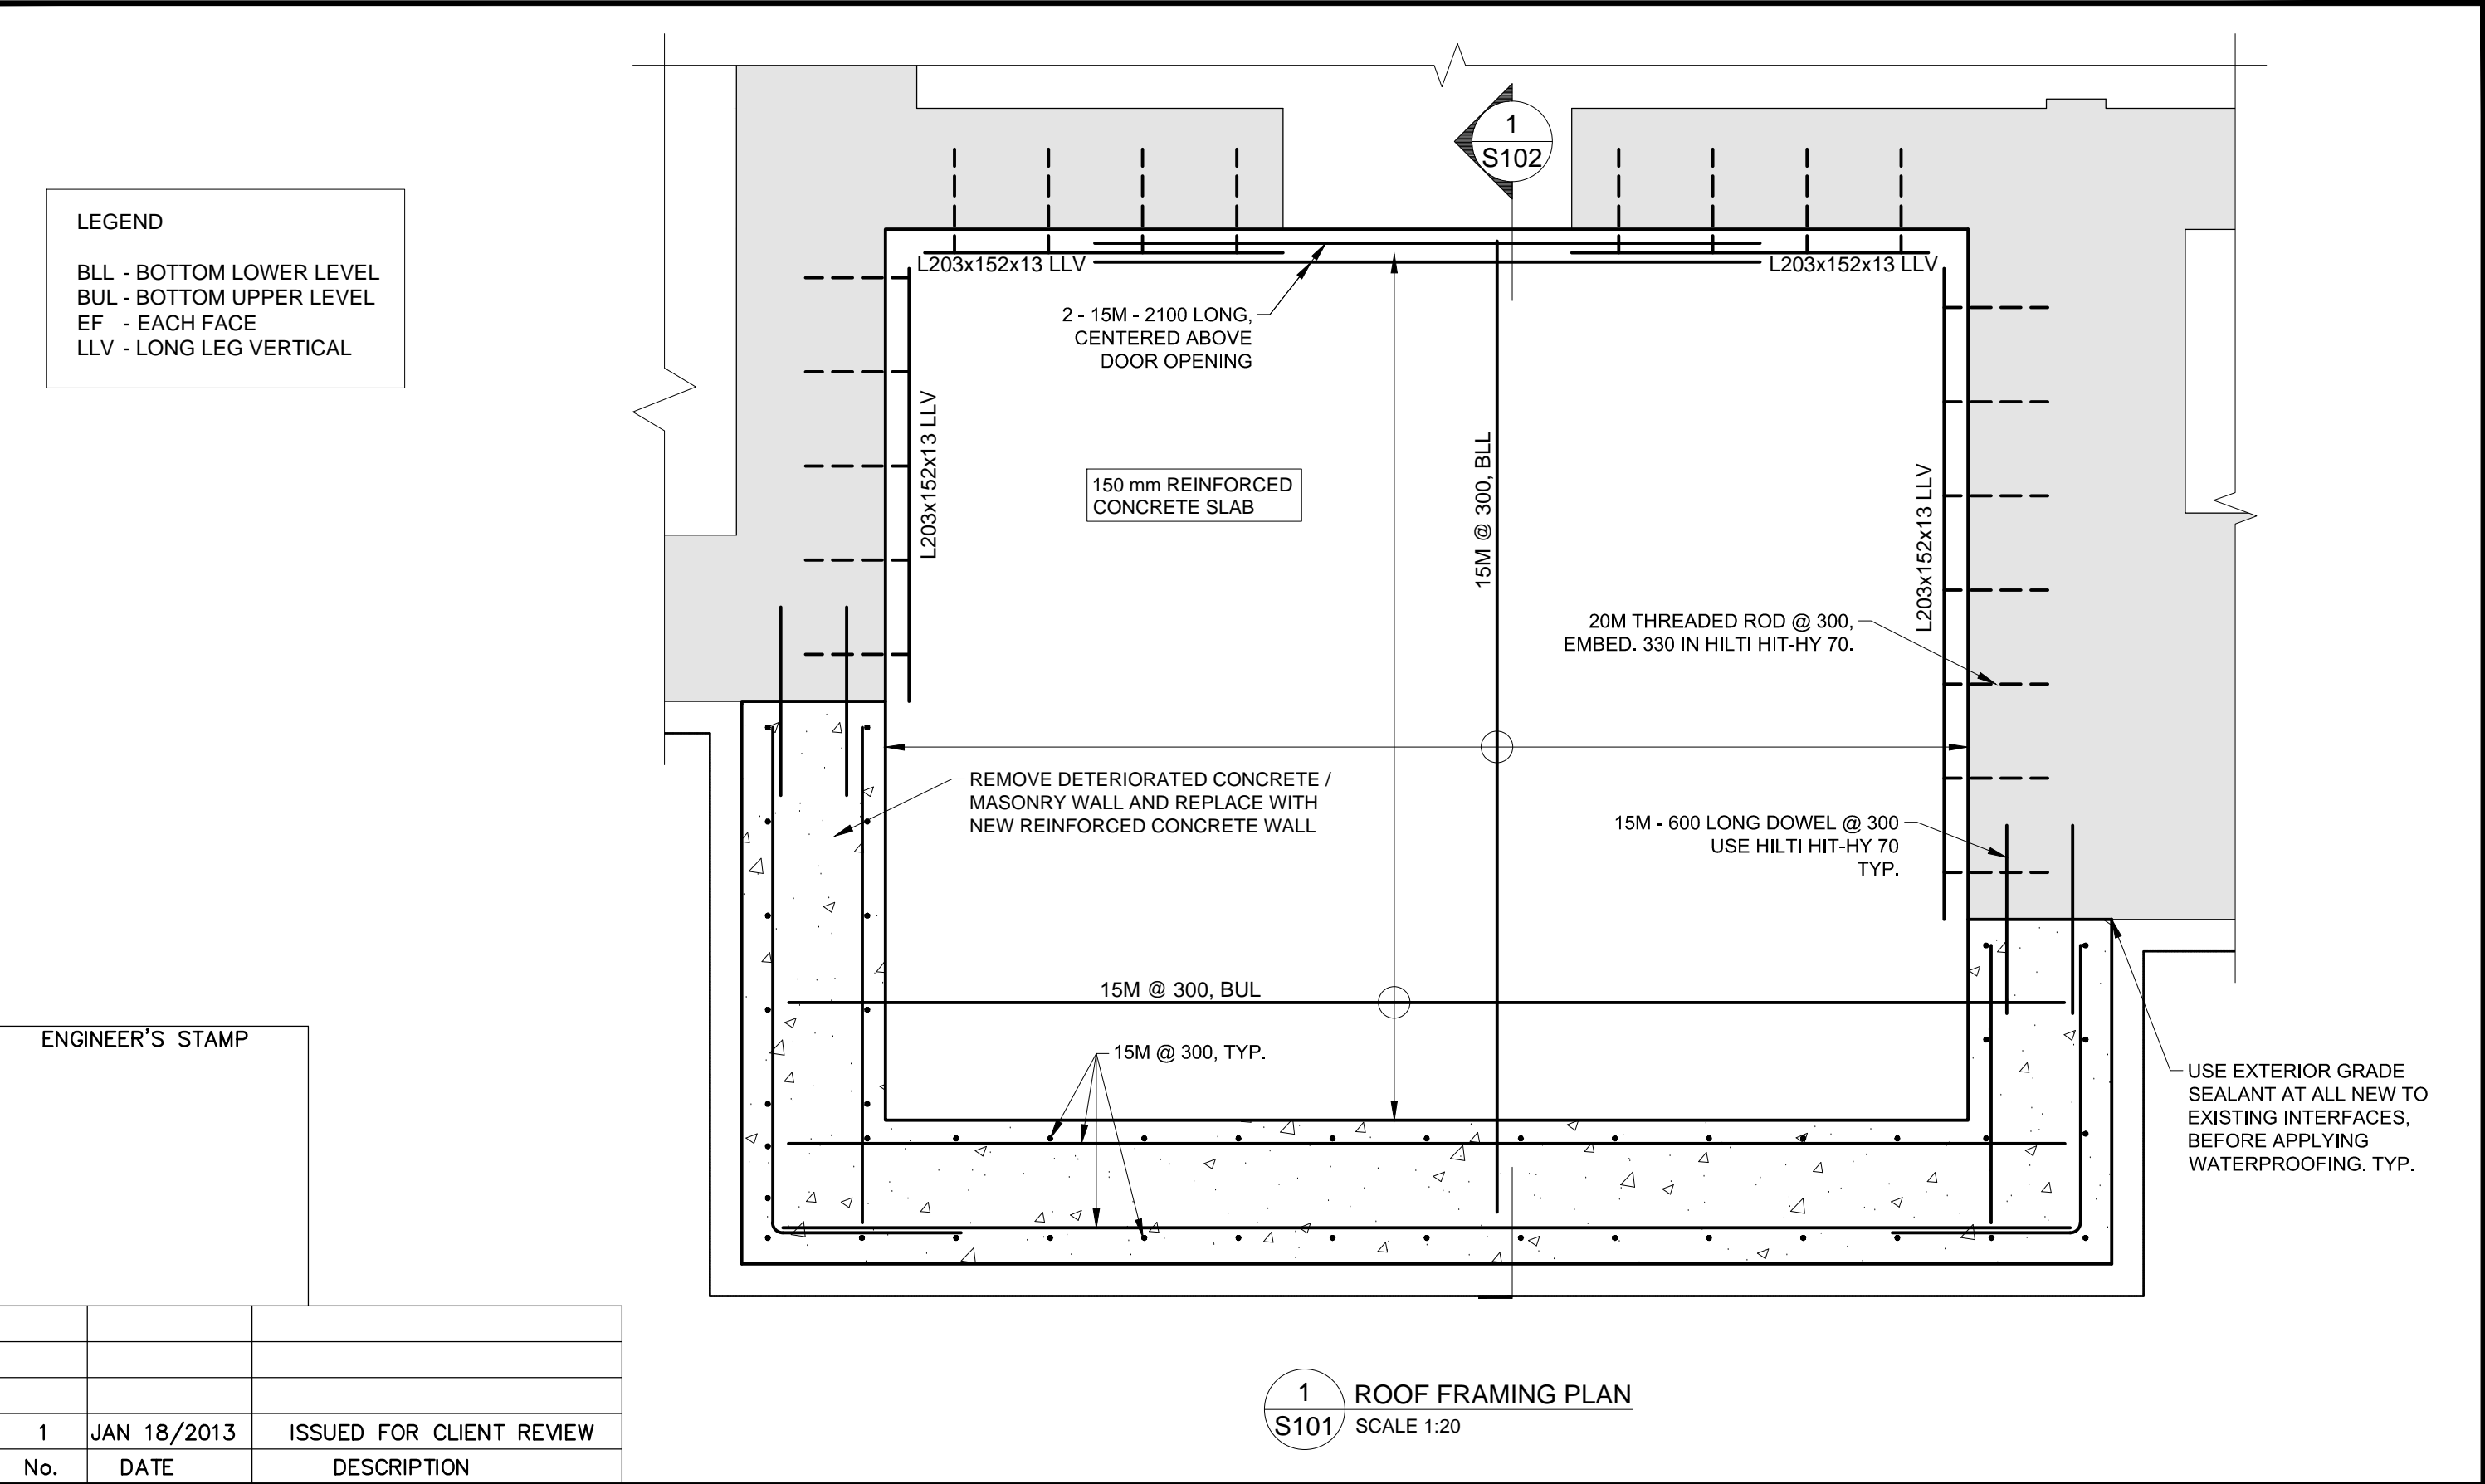 1
S102
LEGEND
BLL - BOTTOM LOWER LEVEL
BUL - BOTTOM UPPER LEVEL
EF - EACH FACE
LLV - LONG LEG VERTICAL
L203x152x13 LLV
L203x152x13 LLV
2 - 15M - 2100 LONG,
CENTERED ABOVE
DOOR OPENING
L203x152x13 LLV
150 mm REINFORCED
CONCRETE SLAB
15M @ 300, BLL
L203x152x13 LLV
20M THREADED ROD @ 300,
EMBED. 330 IN HILTI HIT-HY 70.
REMOVE DETERIORATED CONCRETE /
MASONRY WALL AND REPLACE WITH
NEW REINFORCED CONCRETE WALL
15M - 600 LONG DOWEL @ 300
USE HILTI HIT-HY 70
TYP.
15M @ 300, BUL
15M @ 300, TYP.
USE EXTERIOR GRADE
SEALANT AT ALL NEW TO
EXISTING INTERFACES,
BEFORE APPLYING
WATERPROOFING. TYP.
ENGINEER'S STAMP
1 JAN 18/2013 ISSUED FOR CLIENT REVIEW
No. DATE DESCRIPTION
1
S101
ROOF FRAMING PLAN
SCALE 1:20